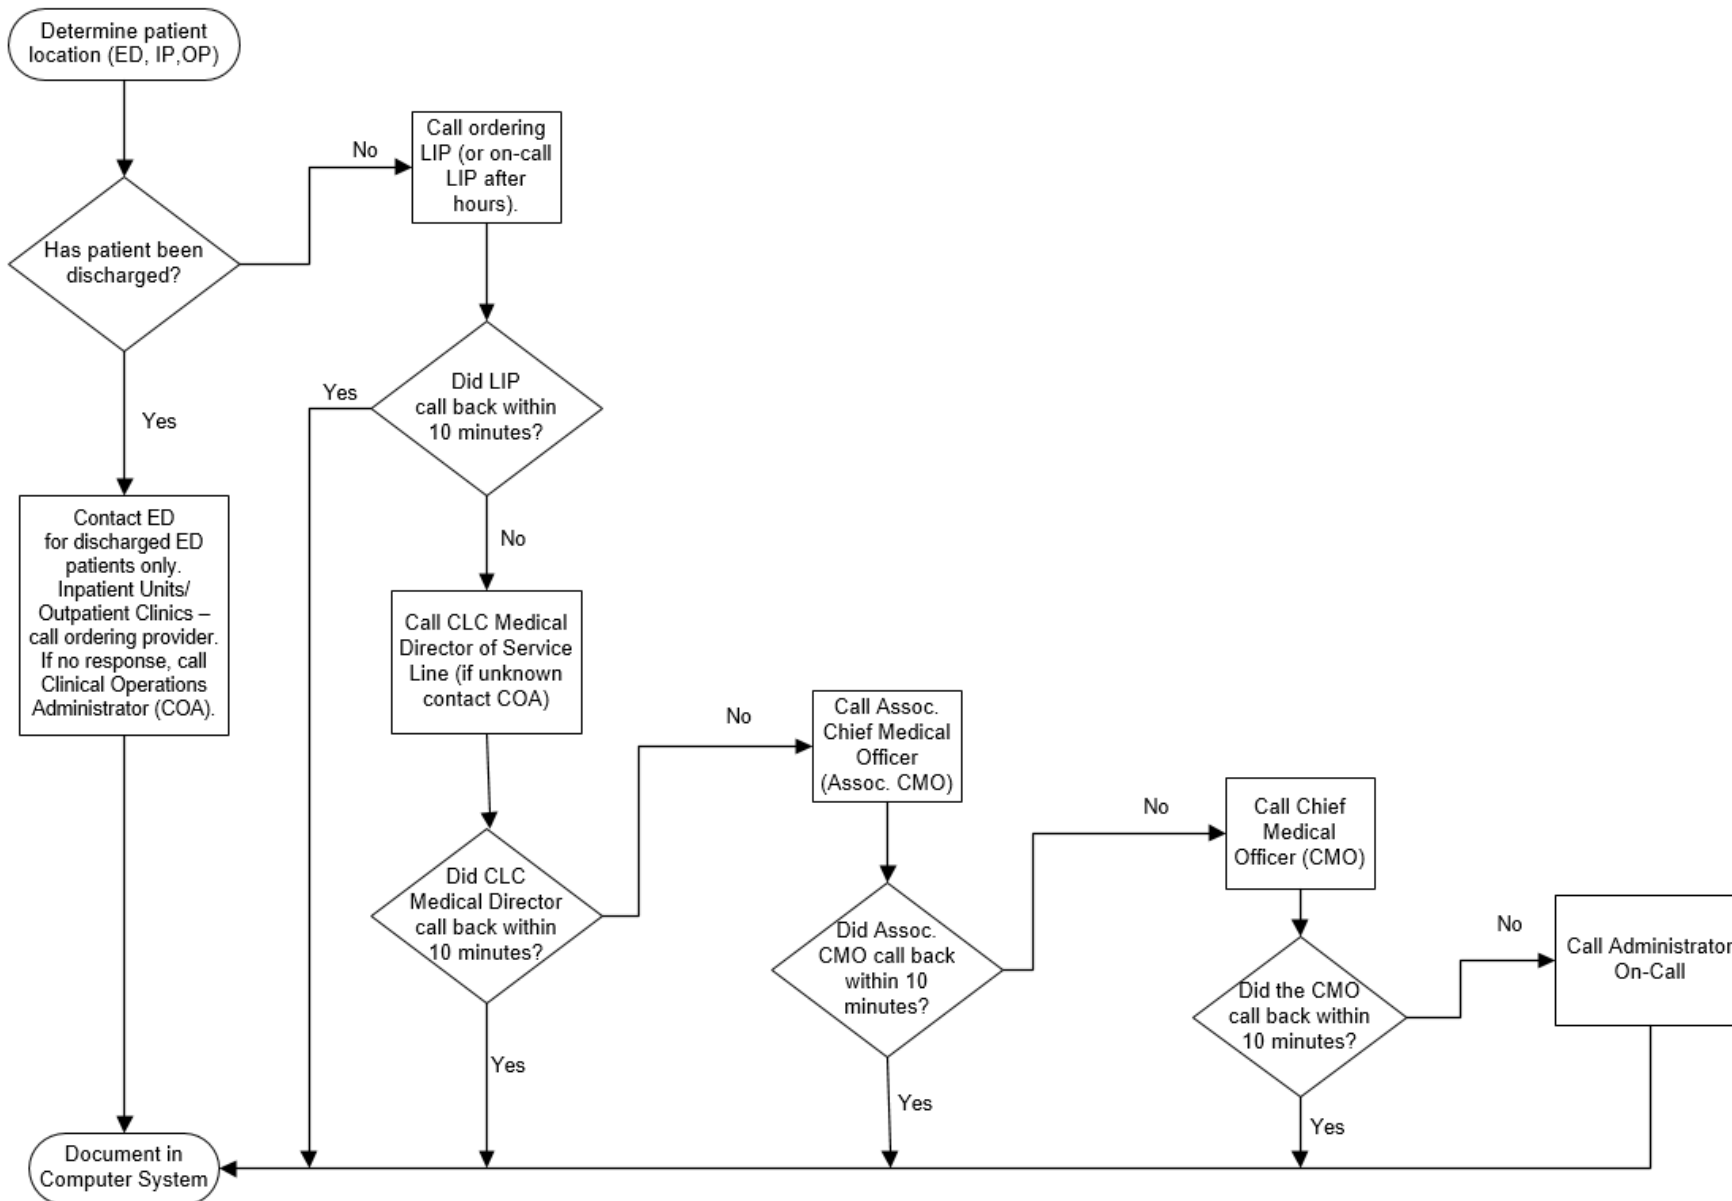 Determine patient
location (ED, IP,OP)
Has patient been
discharged?
No
Yes
Contact ED
for discharged ED
patients only.
Inpatient Units/
Outpatient Clinics –
call ordering provider.
If no response, call
Clinical Operations
Administrator (COA).
Call ordering
LIP (or on-call
LIP after
hours).
Did LIP
call back within
10 minutes?
Yes
No
Call CLC Medical
Director of Service
Line (if unknown
contact COA)
Did CLC
Medical Director
call back within
10 minutes?
No
Yes
Call Assoc.
Chief Medical
Officer
(Assoc. CMO)
Did Assoc.
CMO call back
within 10
minutes?
No
Yes
Call Chief
Medical
Officer (CMO)
Did the CMO
call back within
10 minutes?
No
Yes
Call Administrator
On-Call
Document in
Computer System